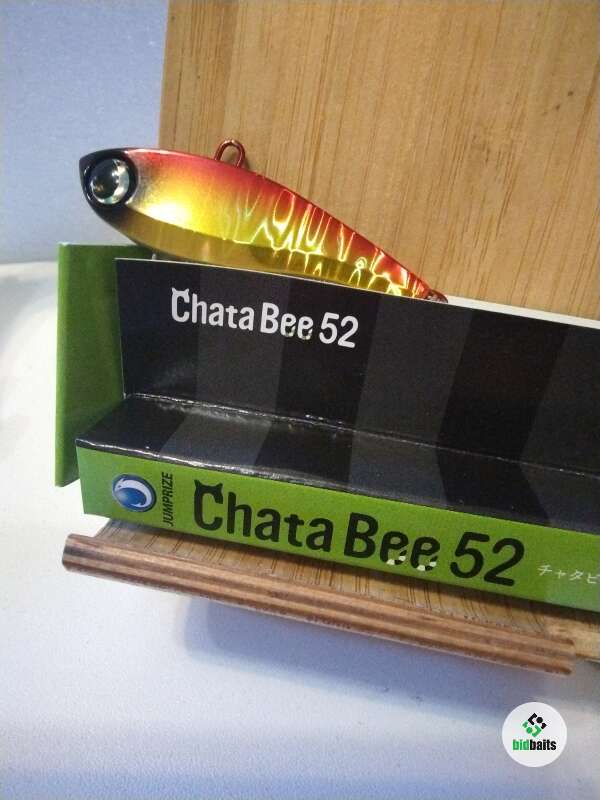 Chata Bee 52
JUMPRIZE
Chata Bee 52
チャタビ
bidbaits